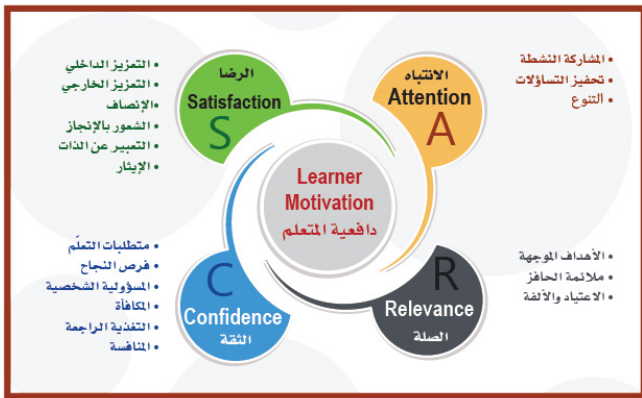 الانتباه
Attention
A
• المشاركة النشطة
• تحفيز التساؤلات
• التنوع
R
Relevance
الصلة
• الأهداف الموجهة
• ملائمة الحافز
• الاعتياد والألفة
C
Confidence
الثقة
• متطلبات التعلّم
• فرص النجاح
• المسؤولية الشخصية
• المكافأة
• التغذية الراجعة
• المنافسة
الرضا
Satisfaction
S
• التعزيز الداخلي
• التعزيز الخارجي
• الإنصاف
• الشعور بالإنجاز
• التعبير عن الذات
• الإيثار
Learner
Motivation
دافعية المتعلم